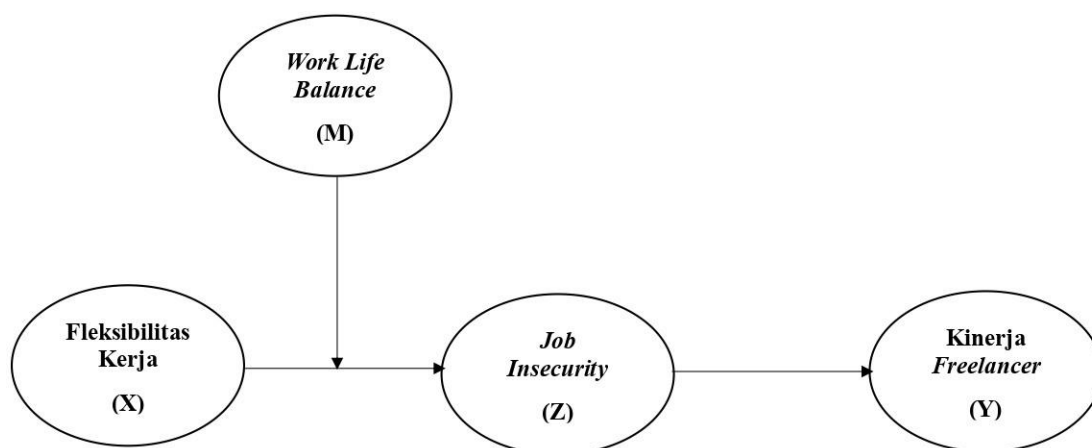 Work Life
Balance
(M)
Fleksibilitas
Kerja
(X)
Job
Insecurity
(Z)
Kinerja
Freelancer
(Y)